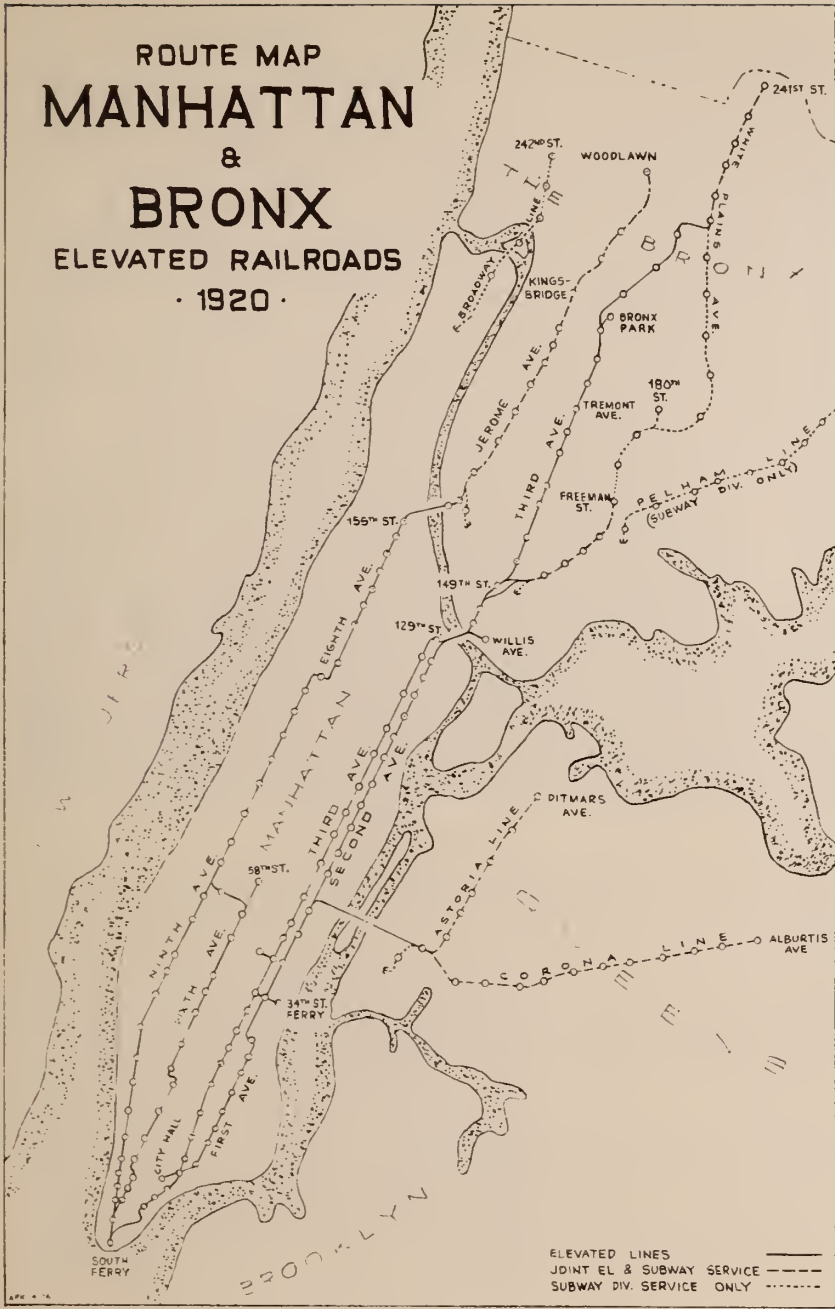 ROUTE MAP
MANHATTAN
&
BRONX
ELEVATED RAILROADS
· 1920 ·
241ST ST.
WHITE
PLAINS
AVE.
242ND ST.
WOODLAWN
BROADWAY
LINE
KINGS-
BRIDGE
BRONX
BRONX
PARK
JEROME
AVE.
180TH
ST.
TREMONT
AVE.
THIRD
AVE.
FREEMAN
ST.
PELHAM
LINE
(SUBWAY DIV. ONLY)
155TH ST.
149TH ST.
129TH ST.
WILLIS
AVE.
EIGHTH
AVE.
MANHATTAN
THIRD
AVE.
SECOND
AVE.
DITMARS
AVE.
ASTORIA
LINE
58TH ST.
NINTH
AVE
AVE.
ALBURTIS
AVE
CORONA LINE
34TH ST.
FERRY
CITY HALL
FIRST
AVE.
BROOKLYN
SOUTH
FERRY
ELEVATED LINES
JOINT EL & SUBWAY SERVICE
SUBWAY DIV. SERVICE ONLY